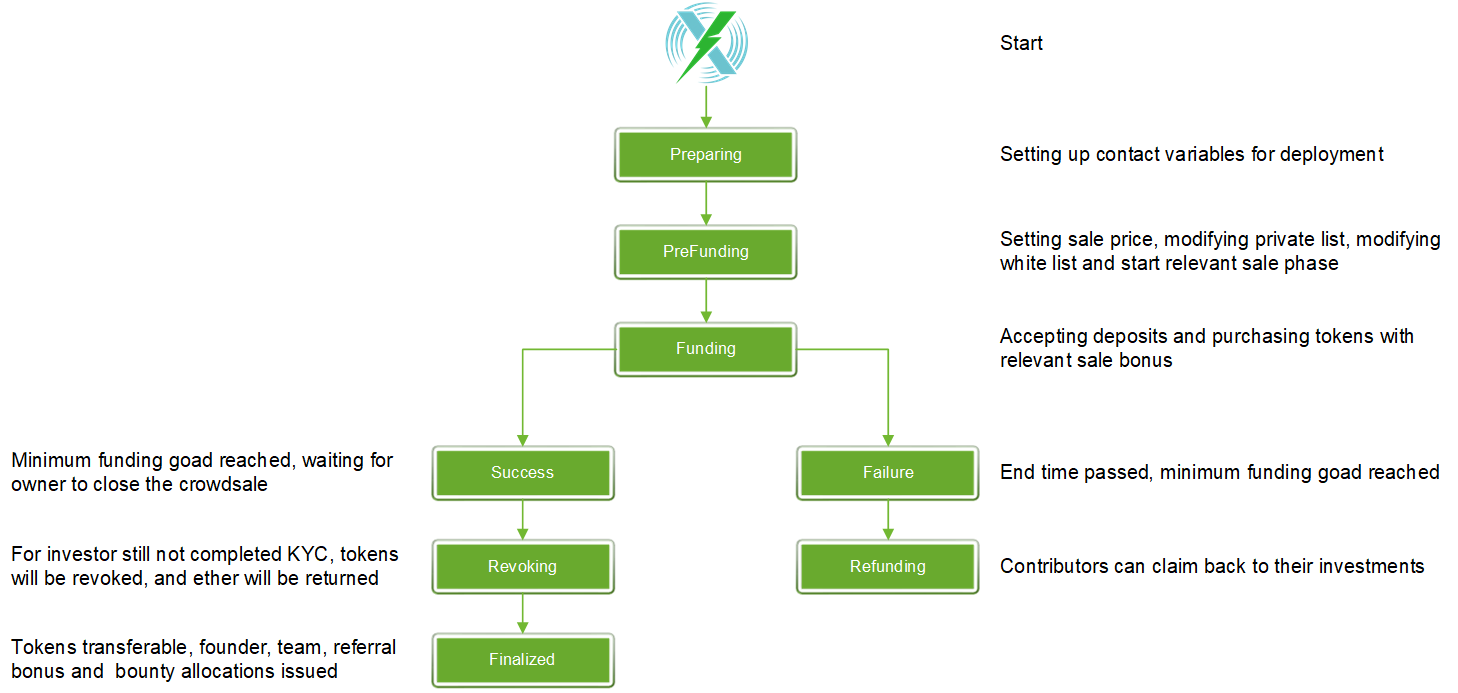 Start
Preparing
Setting up contact variables for deployment
PreFunding
Setting sale price, modifying private list, modifying
white list and start relevant sale phase
Funding
Accepting deposits and purchasing tokens with
relevant sale bonus
Minimum funding goad reached, waiting for
owner to close the crowdsale
Success
Failure
End time passed, minimum funding goad reached
For investor still not completed KYC, tokens
will be revoked, and ether will be returned
Revoking
Refunding
Contributors can claim back to their investments
Tokens transferable, founder, team, referral
bonus and  bounty allocations issued
Finalized